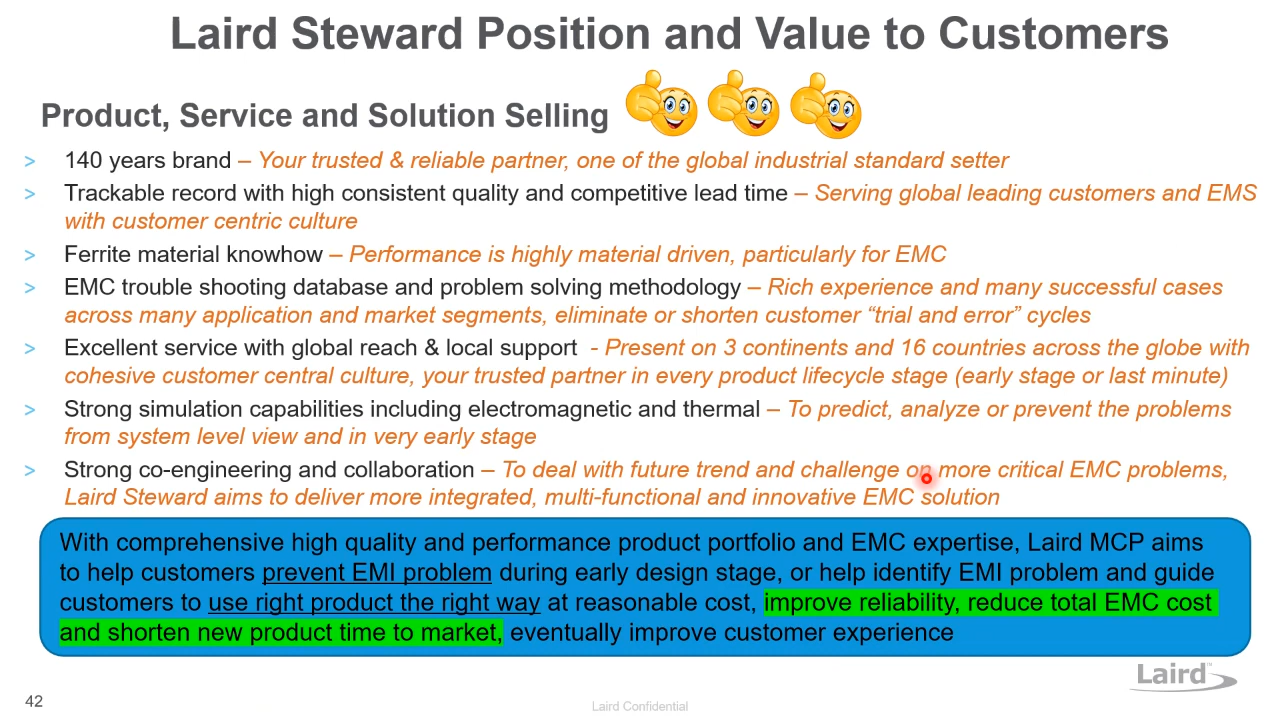 Laird Steward Position and Value to Customers
Product, Service and Solution Selling
> 140 years brand – Your trusted & reliable partner, one of the global industrial standard setter
> Trackable record with high consistent quality and competitive lead time – Serving global leading customers and EMS
with customer centric culture
> Ferrite material knowhow – Performance is highly material driven, particularly for EMC
> EMC trouble shooting database and problem solving methodology – Rich experience and many successful cases
across many application and market segments, eliminate or shorten customer “trial and error” cycles
> Excellent service with global reach & local support - Present on 3 continents and 16 countries across the globe with
cohesive customer central culture, your trusted partner in every product lifecycle stage (early stage or last minute)
> Strong simulation capabilities including electromagnetic and thermal – To predict, analyze or prevent the problems
from system level view and in very early stage
> Strong co-engineering and collaboration – To deal with future trend and challenge on more critical EMC problems,
Laird Steward aims to deliver more integrated, multi-functional and innovative EMC solution
With comprehensive high quality and performance product portfolio and EMC expertise, Laird MCP aims
to help customers prevent EMI problem during early design stage, or help identify EMI problem and guide
customers to use right product the right way at reasonable cost, improve reliability, reduce total EMC cost
and shorten new product time to market, eventually improve customer experience
Laird™
42
Laird Confidential